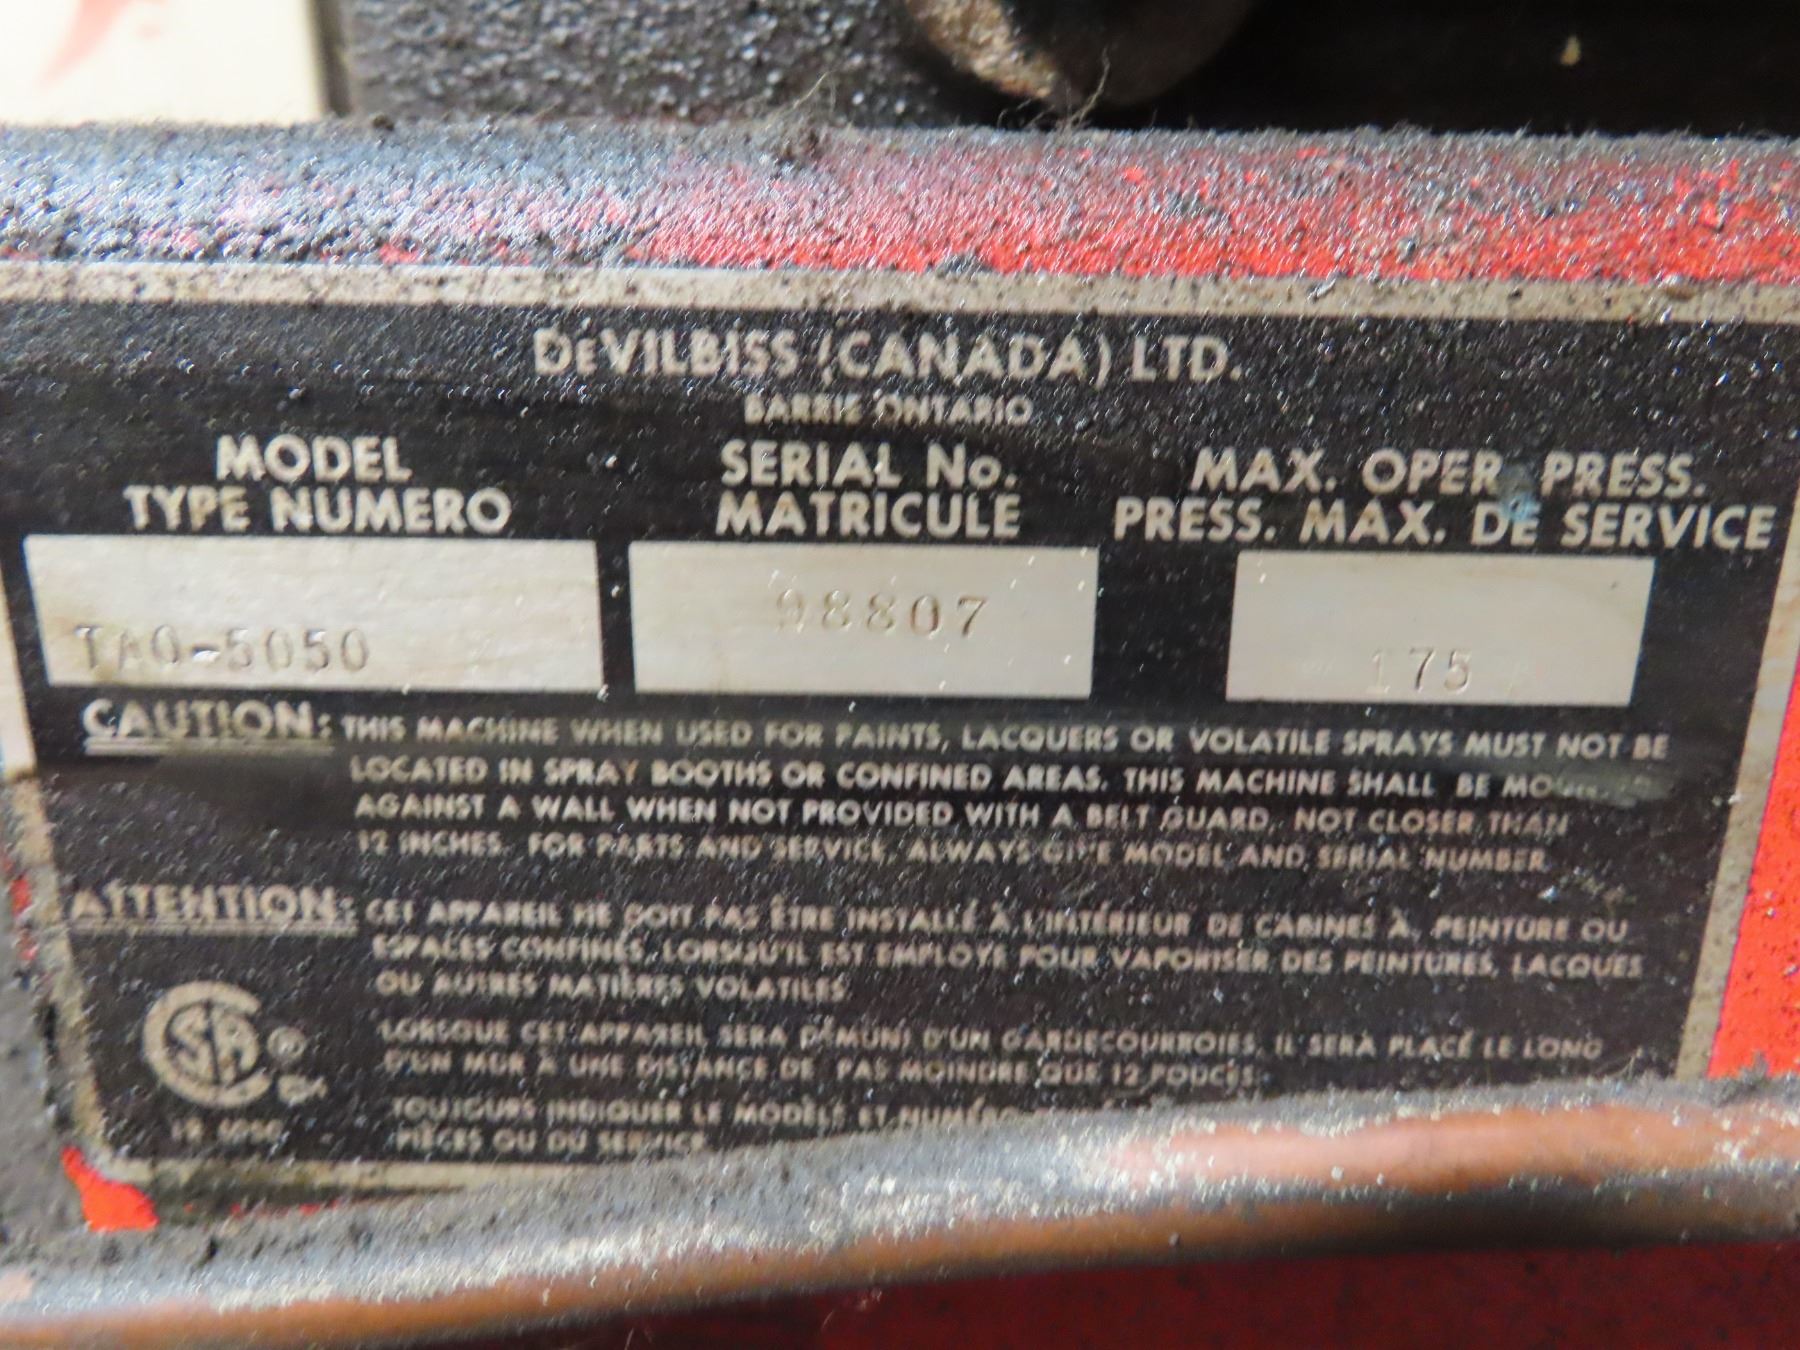 DeVILBISS (CANADA) LTD.
BARRIE ONTARIO
MODEL
TYPE NUMERO
SERIAL No.
MATRICULE
MAX. OPER. PRESS.
PRESS. MAX. DE SERVICE
TAO-5050
98807
175
CAUTION: THIS MACHINE WHEN USED FOR PAINTS, LACQUERS OR VOLATILE SPRAYS MUST NOT BE
LOCATED IN SPRAY BOOTHS OR CONFINED AREAS. THIS MACHINE SHALL BE
AGAINST A WALL WHEN NOT PROVIDED WITH A BELT GUARD, NOT CLOSER THAN
12 INCHES. FOR PARTS AND SERVICE, ALWAYS GIVE MODEL AND SERIAL NUMBER
ATTENTION: CET APPAREIL NE DOIT PAS ÊTRE INSTALLÉ À L'INTÉRIEUR DE CABINES À PEINTURE OU
ESPACES CONFINÉS, LORSQU'IL EST EMPLOYÉ POUR VAPORISER DES PEINTURES, LACQUES
OU AUTRES MATIÈRES VOLATILES
LORSQUE CET APPAREIL SERA DÉMUNI D'UN GARDECOURROIES, IL SERA PLACÉ LE LONG
D'UN MUR À UNE DISTANCE DE PAS MOINDRE QUE 12 POUCES.
TOUJOURS INDIQUER LE MODÈLE ET NUMÉRO
PIÈCES OU DU SERVICE
CSA ®